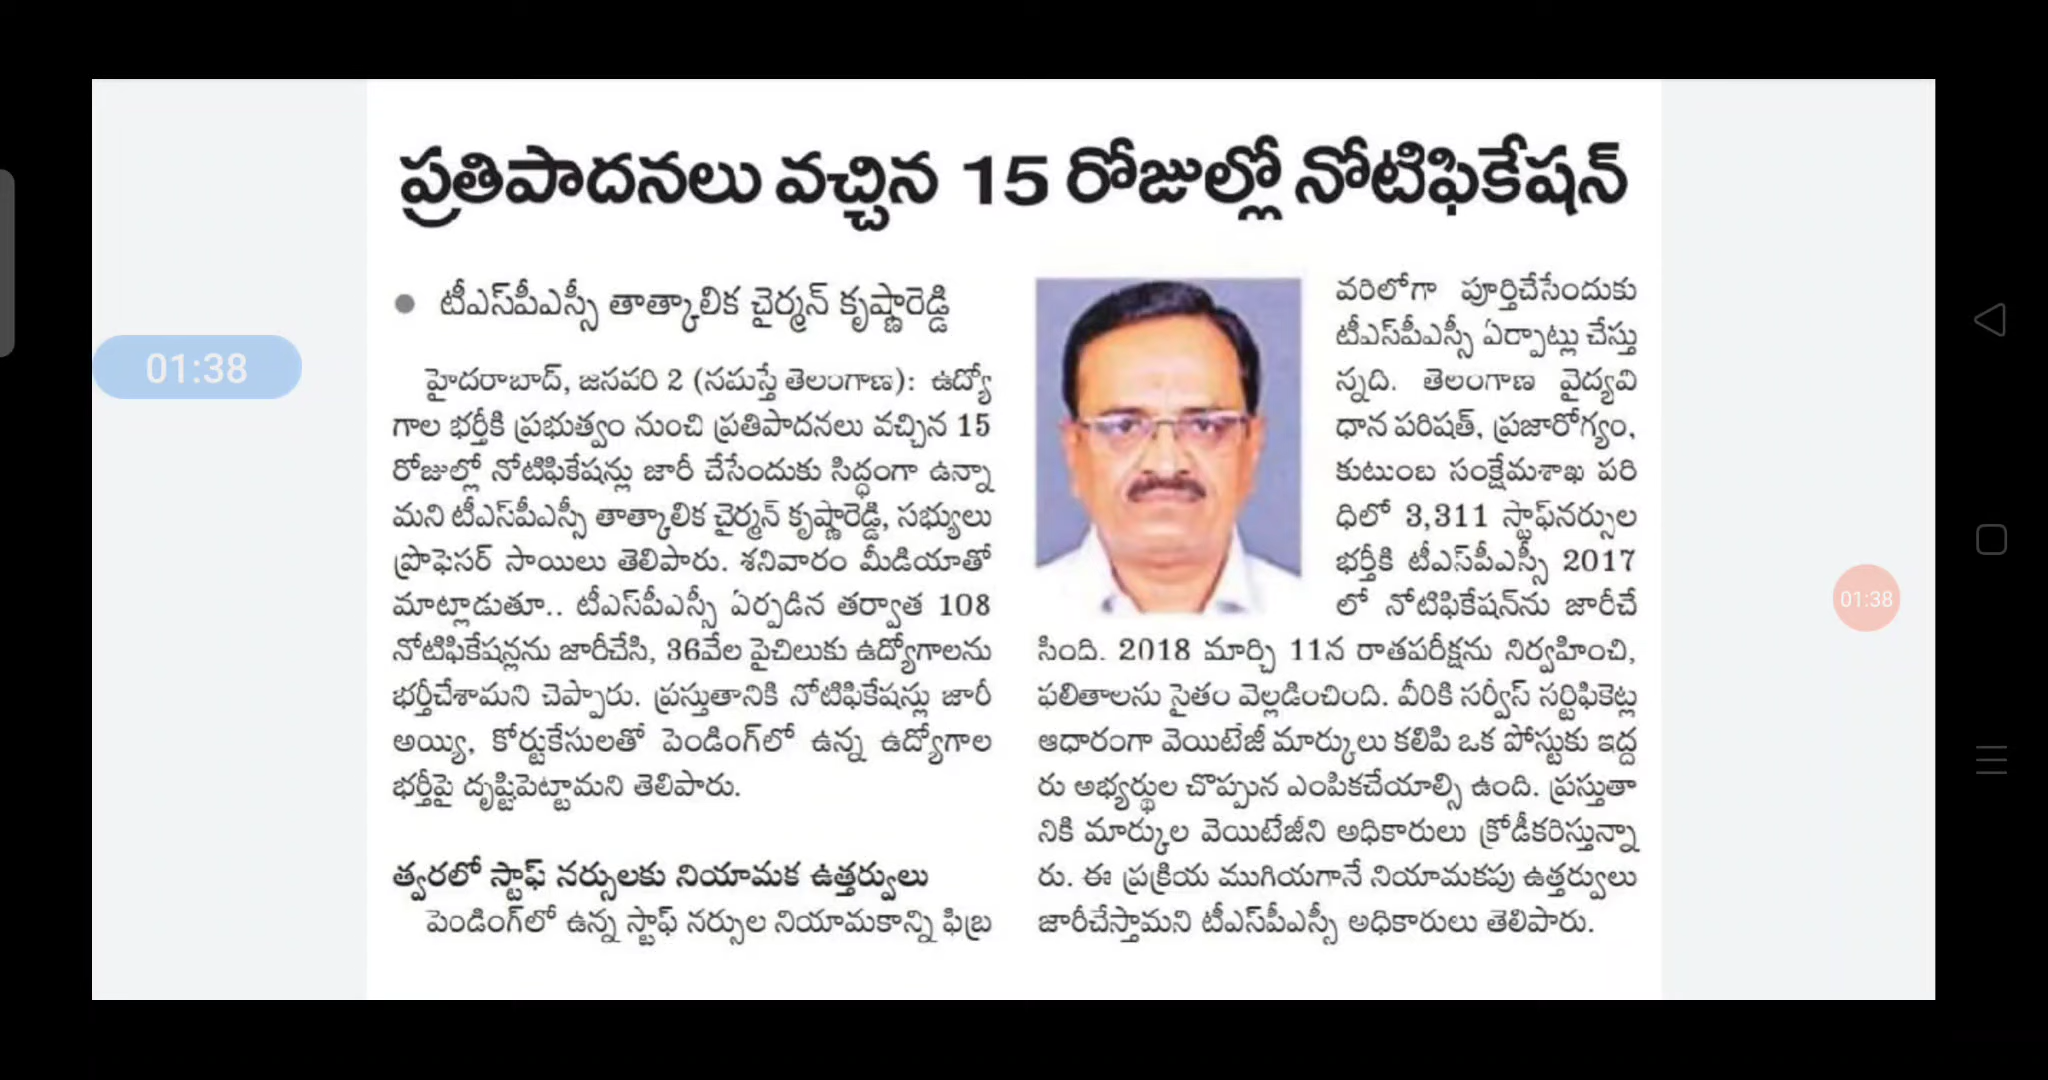 ప్రతిపాదనలు వచ్చిన 15 రోజుల్లో నోటిఫికేషన్
● టీఎస్‌పీఎస్సీ తాత్కాలిక చైర్మన్ కృష్ణారెడ్డి
హైదరాబాద్, జనవరి 2 (నమస్తే తెలంగాణ): ఉద్యో
గాల భర్తీకి ప్రభుత్వం నుంచి ప్రతిపాదనలు వచ్చిన 15
రోజుల్లో నోటిఫికేషన్లు జారీ చేసేందుకు సిద్ధంగా ఉన్నా
మని టీఎస్‌పీఎస్సీ తాత్కాలిక చైర్మన్ కృష్ణారెడ్డి, సభ్యులు
ప్రొఫెసర్ సాయిలు తెలిపారు. శనివారం మీడియాతో
మాట్లాడుతూ.. టీఎస్‌పీఎస్సీ ఏర్పడిన తర్వాత 108
నోటిఫికేషన్లను జారీచేసి, 36వేల పైచిలుకు ఉద్యోగాలను
భర్తీచేశామని చెప్పారు. ప్రస్తుతానికి నోటిఫికేషన్లు జారీ
అయ్యి, కోర్టుకేసులతో పెండింగ్‌లో ఉన్న ఉద్యోగాల
భర్తీపై దృష్టిపెట్టామని తెలిపారు.
త్వరలో స్టాఫ్ నర్సులకు నియామక ఉత్తర్వులు
పెండింగ్‌లో ఉన్న స్టాఫ్ నర్సుల నియామకాన్ని ఫిబ్ర
వరిలోగా పూర్తిచేసేందుకు
టీఎస్‌పీఎస్సీ ఏర్పాట్లు చేస్తు
న్నది. తెలంగాణ వైద్యవి
ధాన పరిషత్, ప్రజారోగ్యం,
కుటుంబ సంక్షేమశాఖ పరి
ధిలో 3,311 స్టాఫ్‌నర్సుల
భర్తీకి టీఎస్‌పీఎస్సీ 2017
లో నోటిఫికేషన్‌ను జారీచే
సింది. 2018 మార్చి 11న రాతపరీక్షను నిర్వహించి,
ఫలితాలను సైతం వెల్లడించింది. వీరికి సర్వీస్ సర్టిఫికెట్ల
ఆధారంగా వెయిటేజీ మార్కులు కలిపి ఒక పోస్టుకు ఇద్ద
రు అభ్యర్థుల చొప్పున ఎంపికచేయాల్సి ఉంది. ప్రస్తుతా
నికి మార్కుల వెయిటేజీని అధికారులు క్రోడీకరిస్తున్నా
రు. ఈ ప్రక్రియ ముగియగానే నియామకపు ఉత్తర్వులు
జారీచేస్తామని టీఎస్‌పీఎస్సీ అధికారులు తెలిపారు.
01:38
01:38